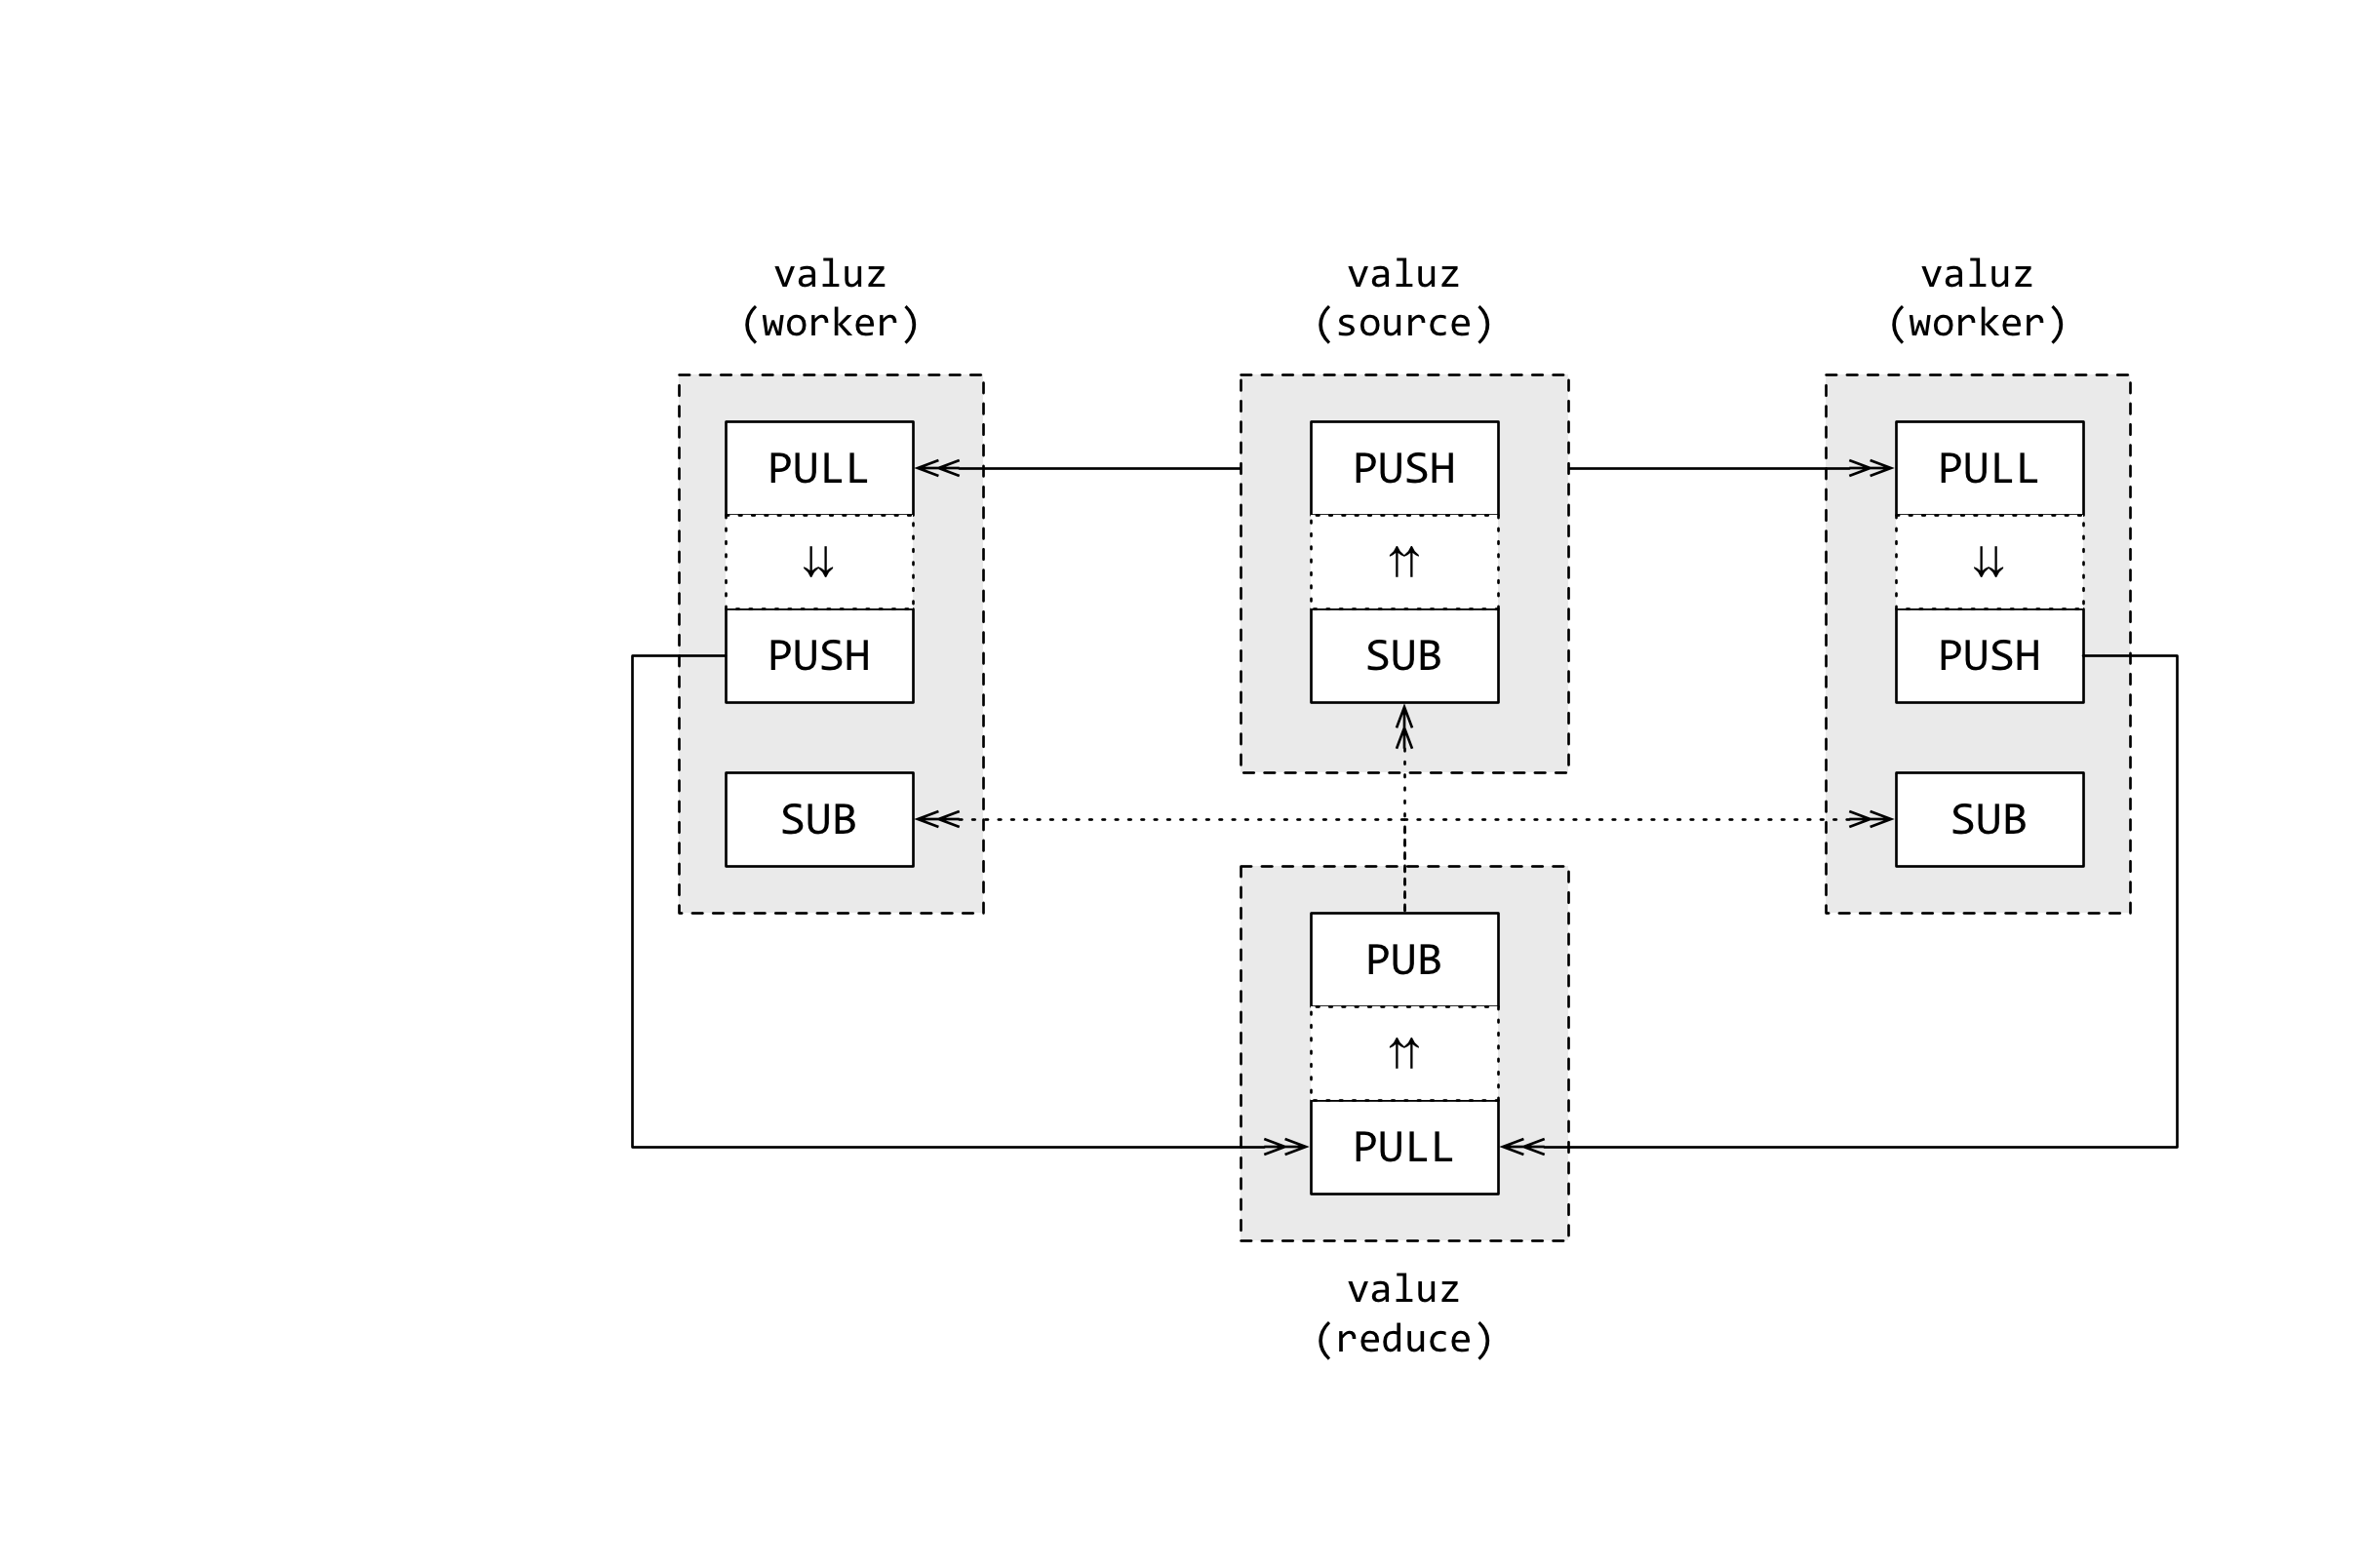 valuz
(worker)
valuz
(source)
valuz
(worker)
PULL
⇊
PUSH
SUB
PUSH
⇈
SUB
PULL
⇊
PUSH
SUB
PUB
⇈
PULL
valuz
(reduce)